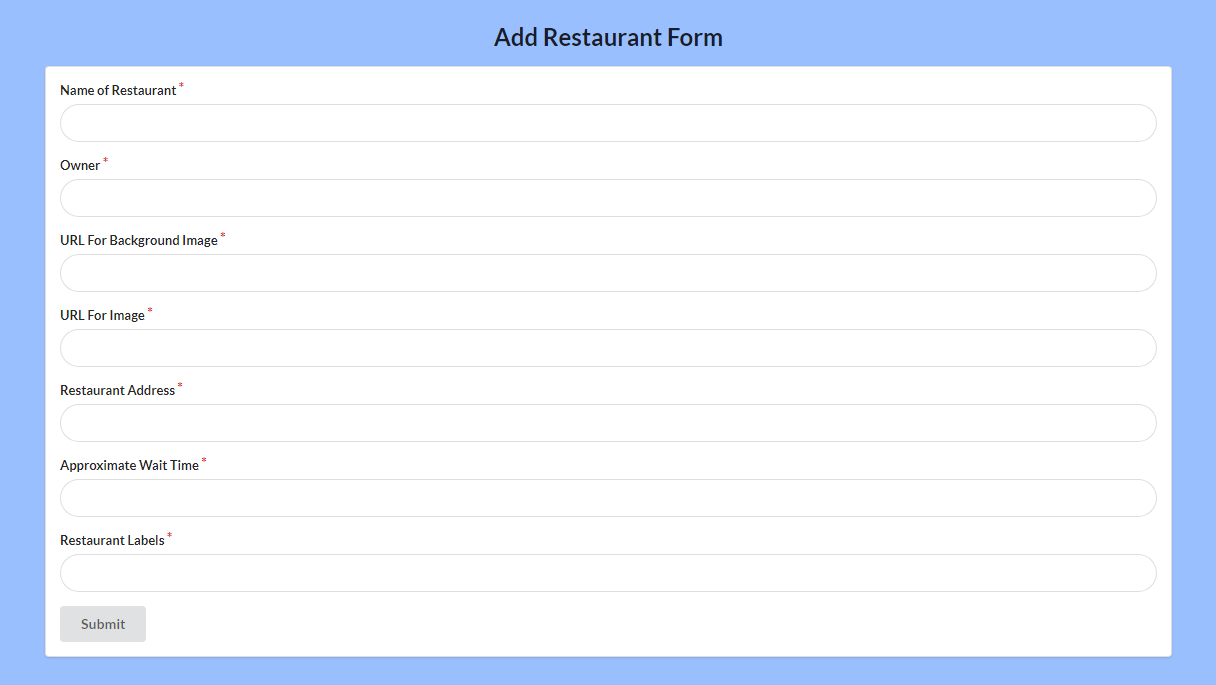 Add Restaurant Form
Name of Restaurant *
Owner *
URL For Background Image *
URL For Image *
Restaurant Address *
Approximate Wait Time *
Restaurant Labels *
Submit